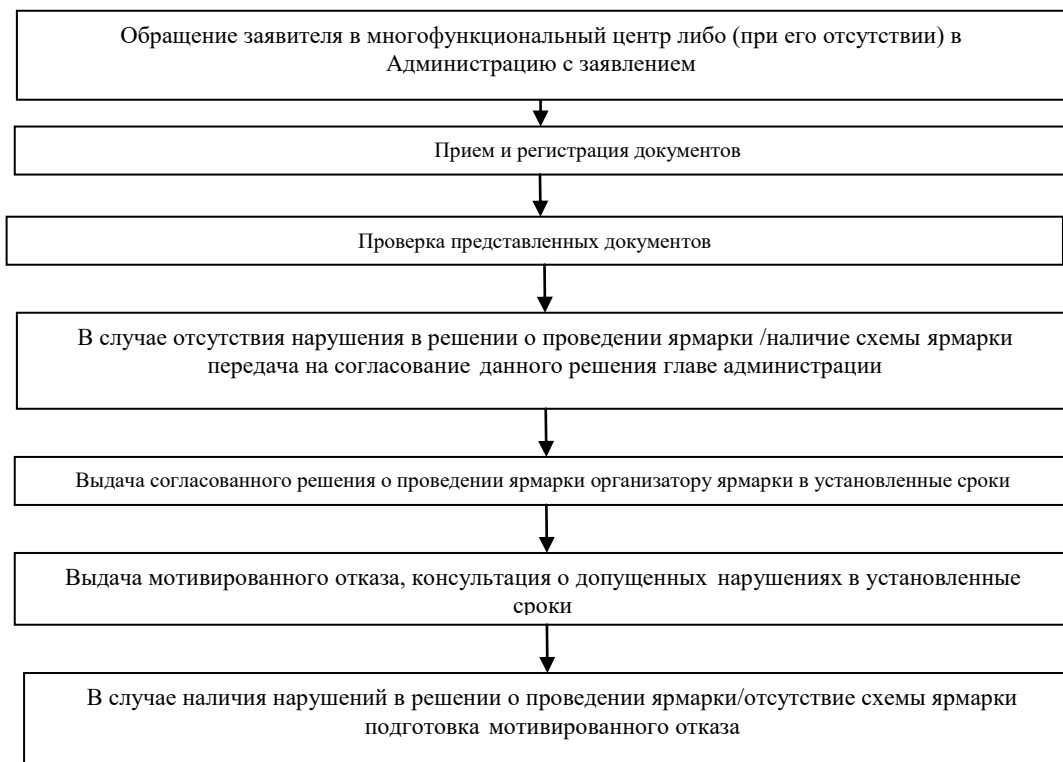 Обращение заявителя в многофункциональный центр либо (при его отсутствии) в
Администрацию с заявлением
Прием и регистрация документов
Проверка представленных документов
В случае отсутствия нарушения в решении о проведении ярмарки /наличие схемы ярмарки
передача на согласование данного решения главе администрации
Выдача согласованного решения о проведении ярмарки организатору ярмарки в установленные сроки
Выдача мотивированного отказа, консультация о допущенных нарушениях в установленные
сроки
В случае наличия нарушений в решении о проведении ярмарки/отсутствие схемы ярмарки
подготовка мотивированного отказа